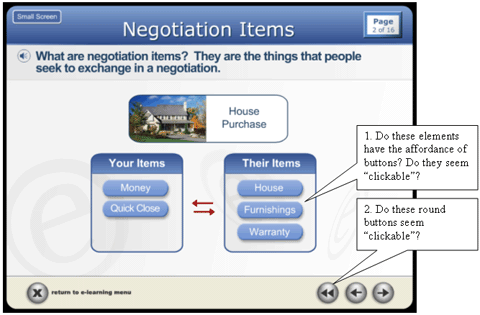 Small Screen
Negotiation Items
Page
2 of 16
What are negotiation items? They are the things that people
seek to exchange in a negotiation.
House
Purchase
Your Items
Money
Quick Close
Their Items
House
Furnishings
Warranty
1. Do these elements
have the affordance of
buttons? Do they seem
“clickable”?
2. Do these round
buttons seem
“clickable”?
return to e-learning menu